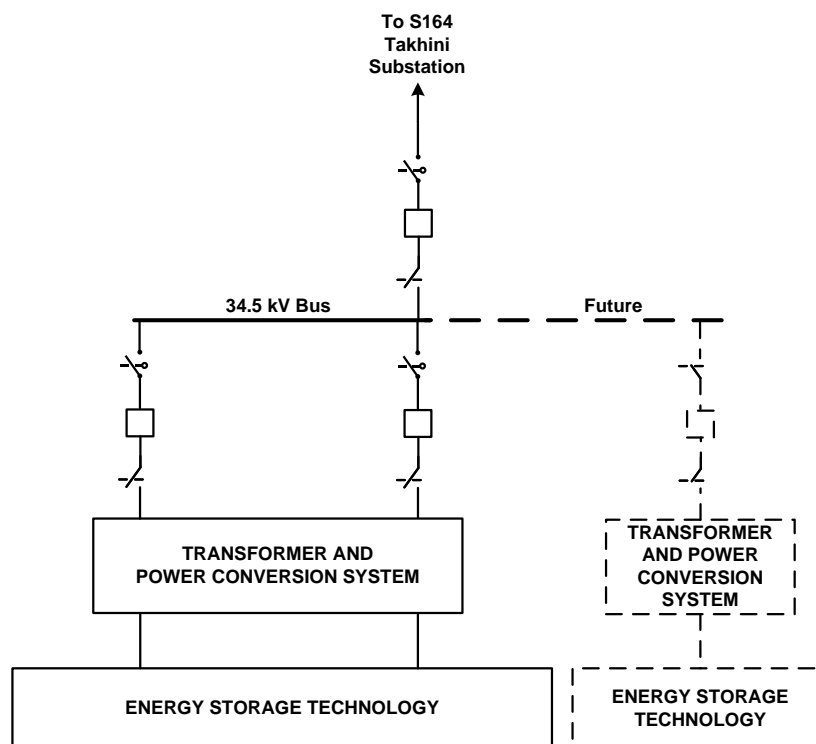 To S164
Takhini
Substation
34.5 kV Bus
Future
TRANSFORMER AND
POWER CONVERSION SYSTEM
TRANSFORMER
AND POWER
CONVERSION
SYSTEM
ENERGY STORAGE TECHNOLOGY
ENERGY STORAGE
TECHNOLOGY